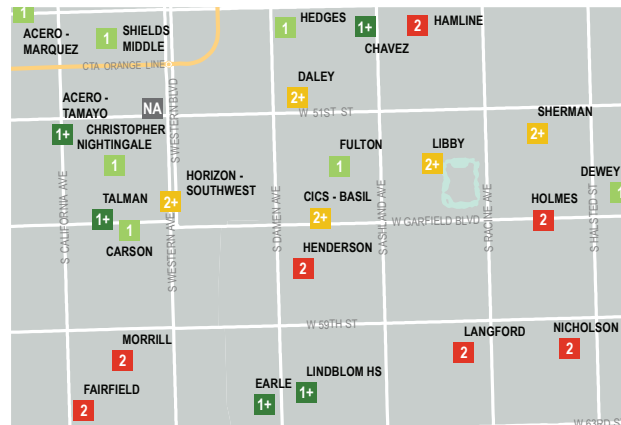 1
ACERO -
MARQUEZ
1
SHIELDS
MIDDLE
CTA ORANGE LINE
HEDGES
1
1+
CHAVEZ
2
HAMLINE
ACERO -
TAMAYO
NA
S WESTERN BLVD
DALEY
2+
W 51ST ST
SHERMAN
2+
1+
CHRISTOPHER
NIGHTINGALE
1
FULTON
1
LIBBY
2+
DEWEY
1
S CALIFORNIA AVE
TALMAN
1+
1
CARSON
HORIZON -
SOUTHWEST
2+
S WESTERN AVE
S DAMEN AVE
CICS - BASIL
2+
S ASHLAND AVE
W GARFIELD BLVD
S RACINE AVE
HOLMES
2
S HALSTED ST
HENDERSON
2
W 59TH ST
MORRILL
2
LANGFORD
2
NICHOLSON
2
FAIRFIELD
2
EARLE
1+
LINDBLOM HS
1+
W 63RD S